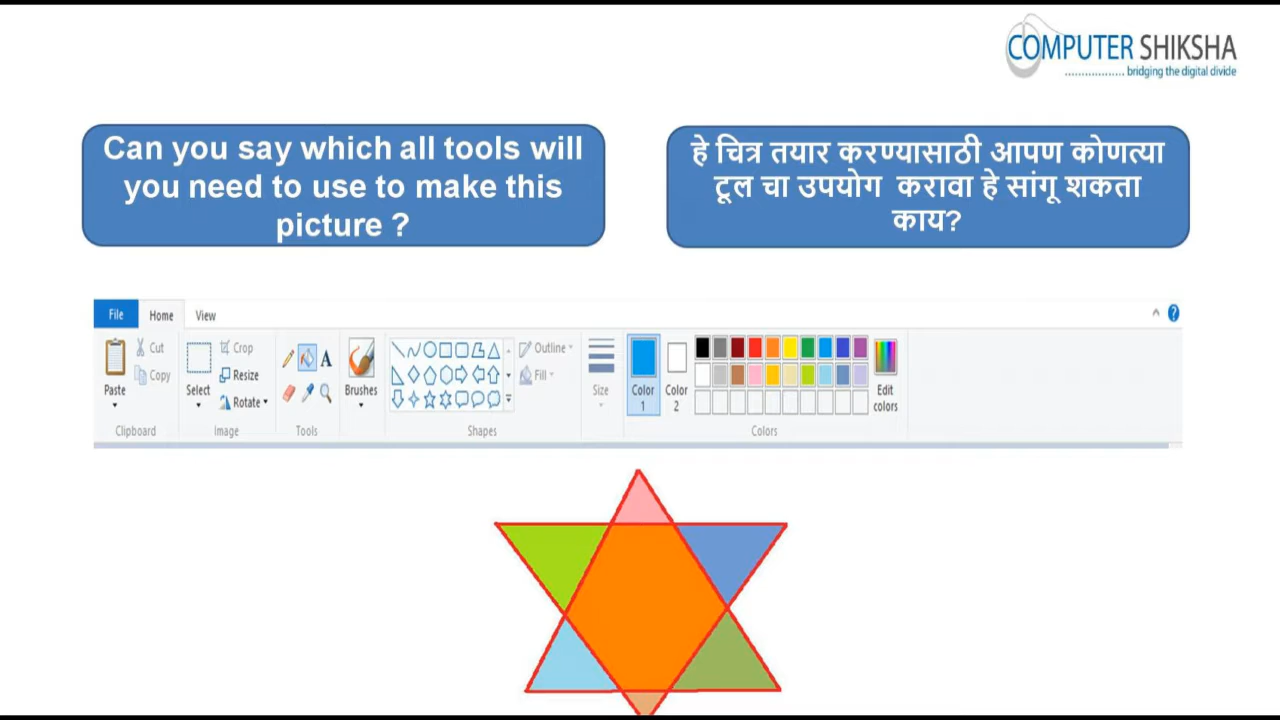 COMPUTER SHIKSHA
bridging the digital divide
Can you say which all tools will
you need to use to make this
picture ?
हे चित्र तयार करण्यासाठी आपण कोणत्या
टूल चा उपयोग करावा हे सांगू शकता
काय?
File Home View
Cut Crop Outline
Copy Resize Fill
Paste Select Rotate Brushes Size Color 1 Color 2 Edit colors
Clipboard Image Tools Shapes Colors